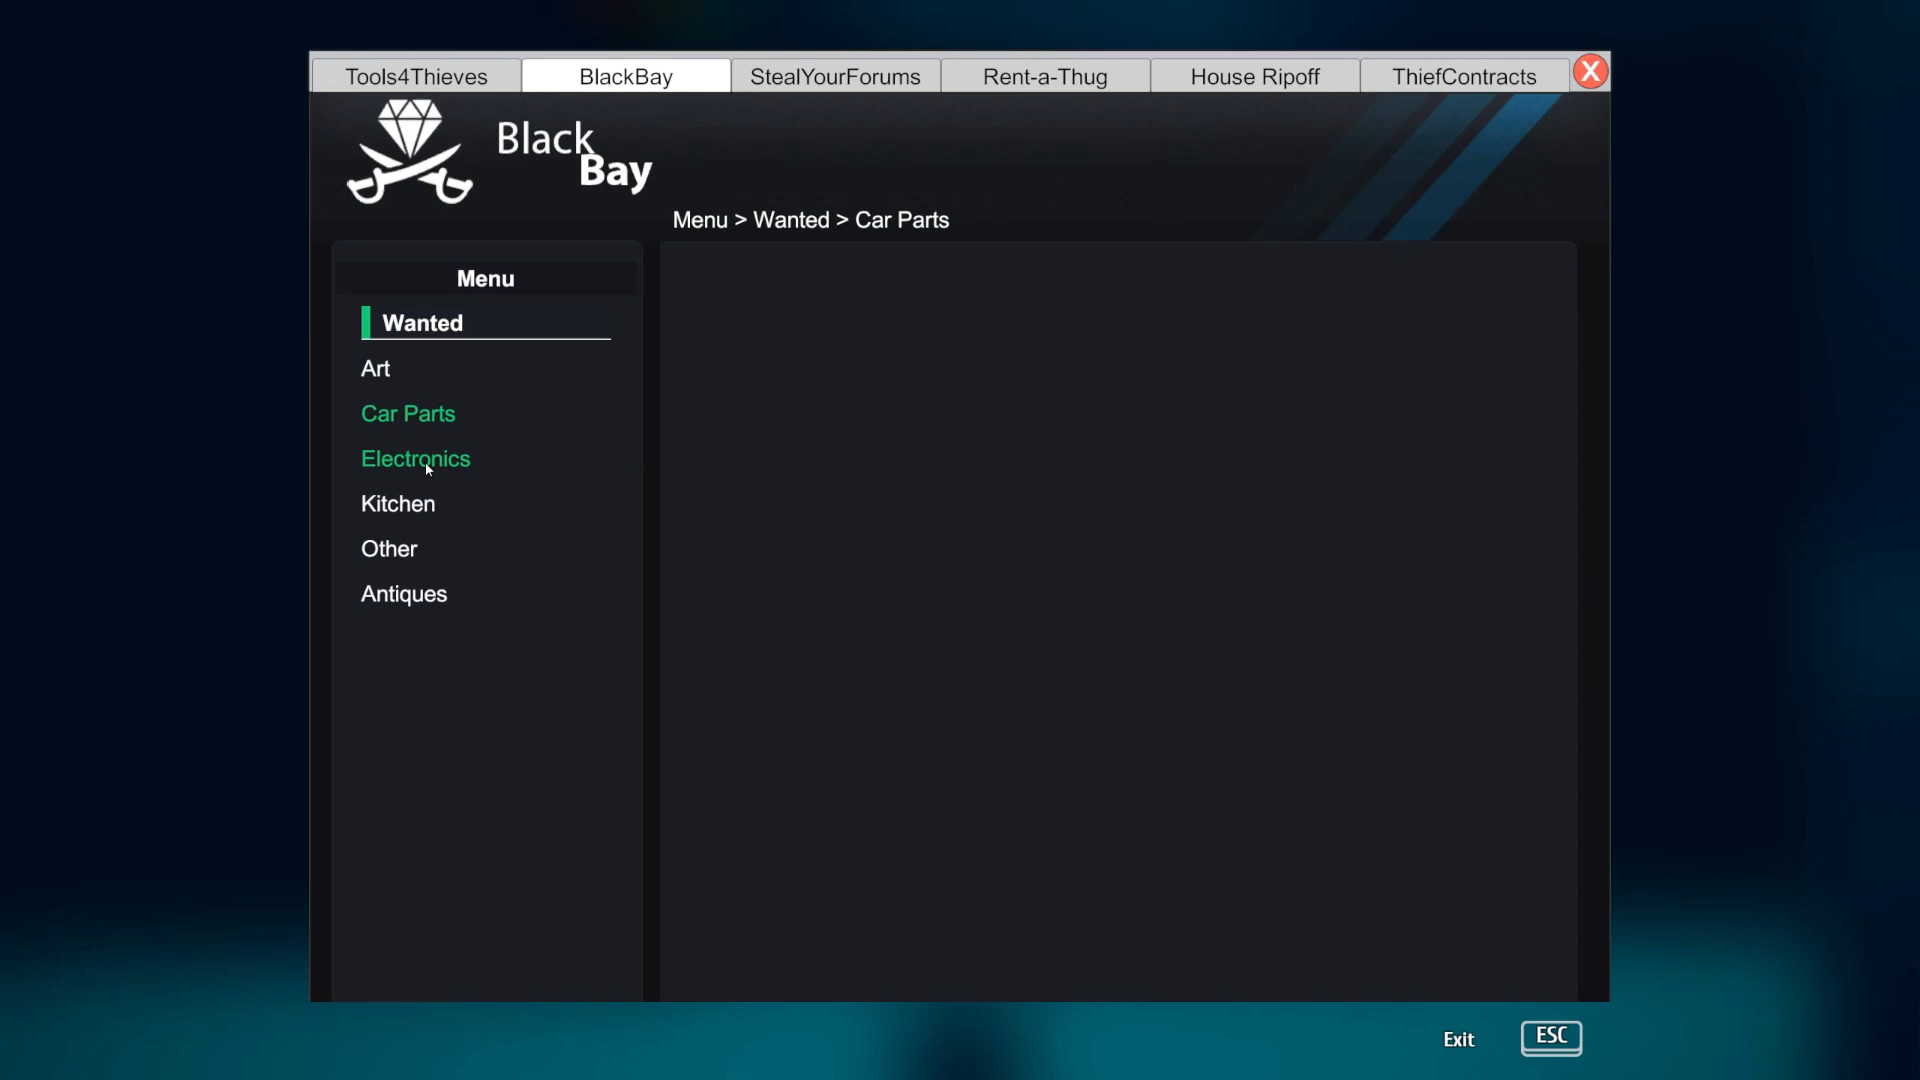 Tools4Thieves BlackBay StealYourForums Rent-a-Thug House Ripoff ThiefContracts X
Black
Bay
Menu > Wanted > Car Parts
Menu
Wanted
Art
Car Parts
Electronics
Kitchen
Other
Antiques
Exit ESC